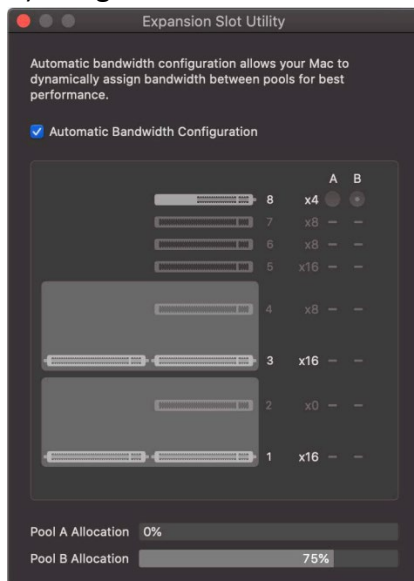 Expansion Slot Utility
Automatic bandwidth configuration allows your Mac to
dynamically assign bandwidth between pools for best
performance.
Automatic Bandwidth Configuration
A B
8 x4
7 x8 – –
6 x8 – –
5 x16 – –
4 x8 – –
3 x16 – –
2 x0 – –
1 x16 – –
Pool A Allocation 0%
Pool B Allocation 75%